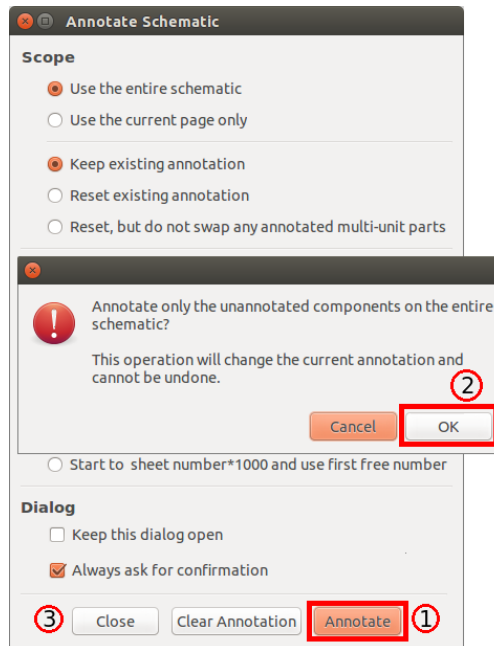 Annotate Schematic
Scope
Use the entire schematic
Use the current page only
Keep existing annotation
Reset existing annotation
Reset, but do not swap any annotated multi-unit parts
Annotate only the unannotated components on the entire
schematic?
This operation will change the current annotation and
cannot be undone.
2
Cancel OK
Start to sheet number*1000 and use first free number
Dialog
Keep this dialog open
Always ask for confirmation
3 Close Clear Annotation Annotate 1